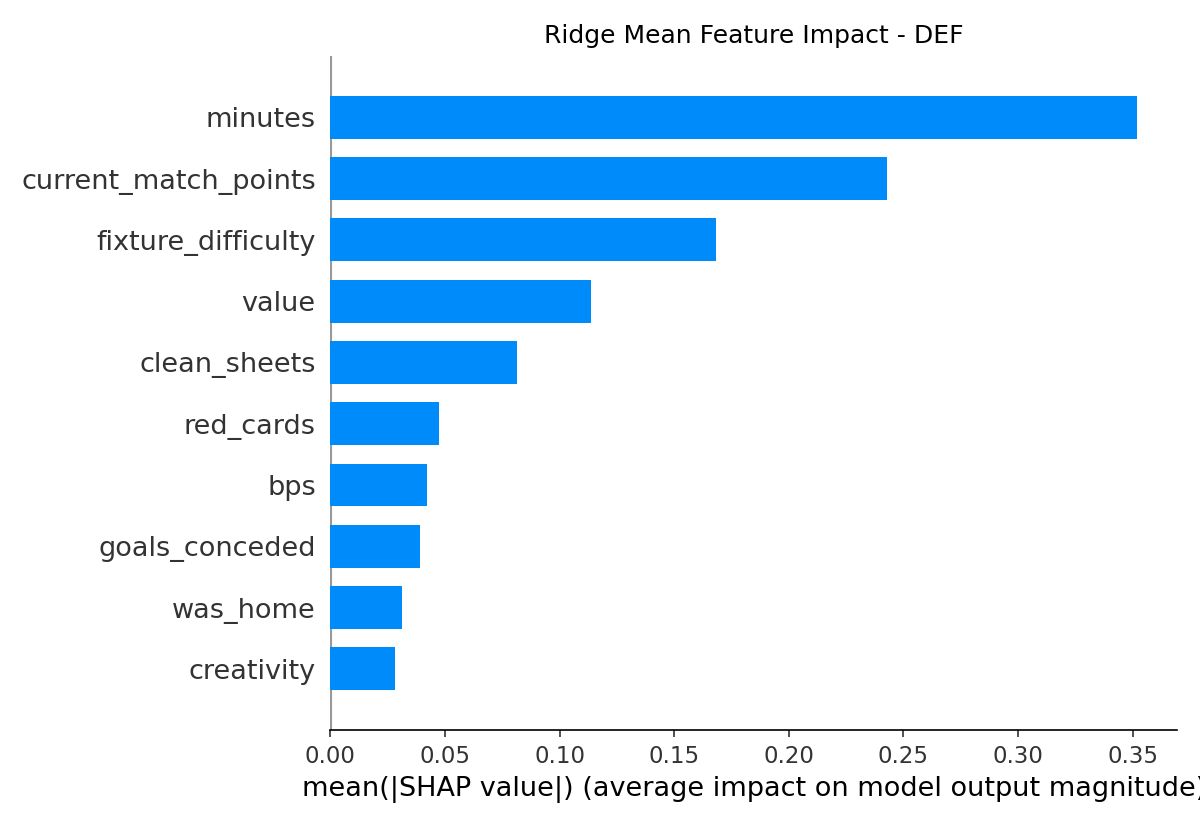 Ridge Mean Feature Impact - DEF
minutes
current_match_points
fixture_difficulty
value
clean_sheets
red_cards
bps
goals_conceded
was_home
creativity
0.00 0.05 0.10 0.15 0.20 0.25 0.30 0.35
mean(|SHAP value|) (average impact on model output magnitude)